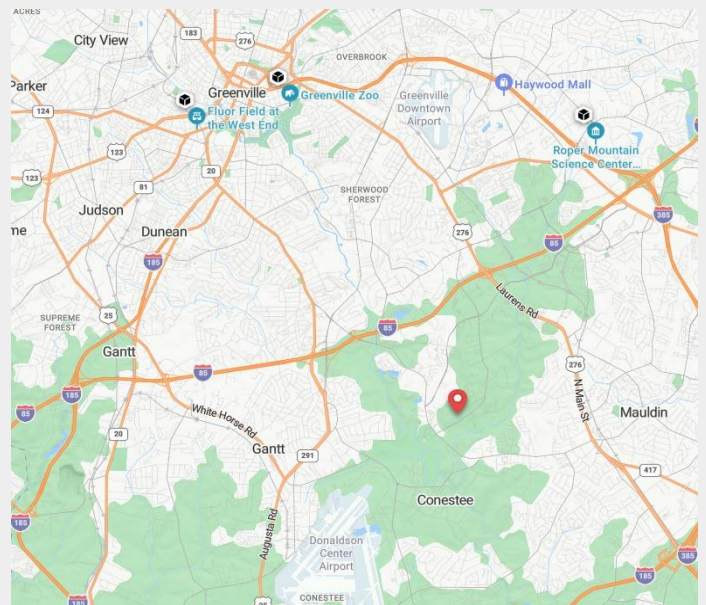 ACRES
City View
183
276
OVERBROOK
Parker
Greenville
Greenville Zoo
Haywood Mall
Greenville
Downtown
Airport
124
Fluor Field at
the West End
Roper Mountain
Science Center...
123
20
123
81
SHERWOOD
FOREST
Judson
385
me
Dunean
276
85
185
Laurens Rd
SUPREME
FOREST
25
85
Gantt
276
85
185
N Main St
85
White Horse Rd
Mauldin
20
Gantt
291
417
Conestee
185
Augusta Rd
Donaldson
Center
Airport
385
185
185
CONESTEE
25